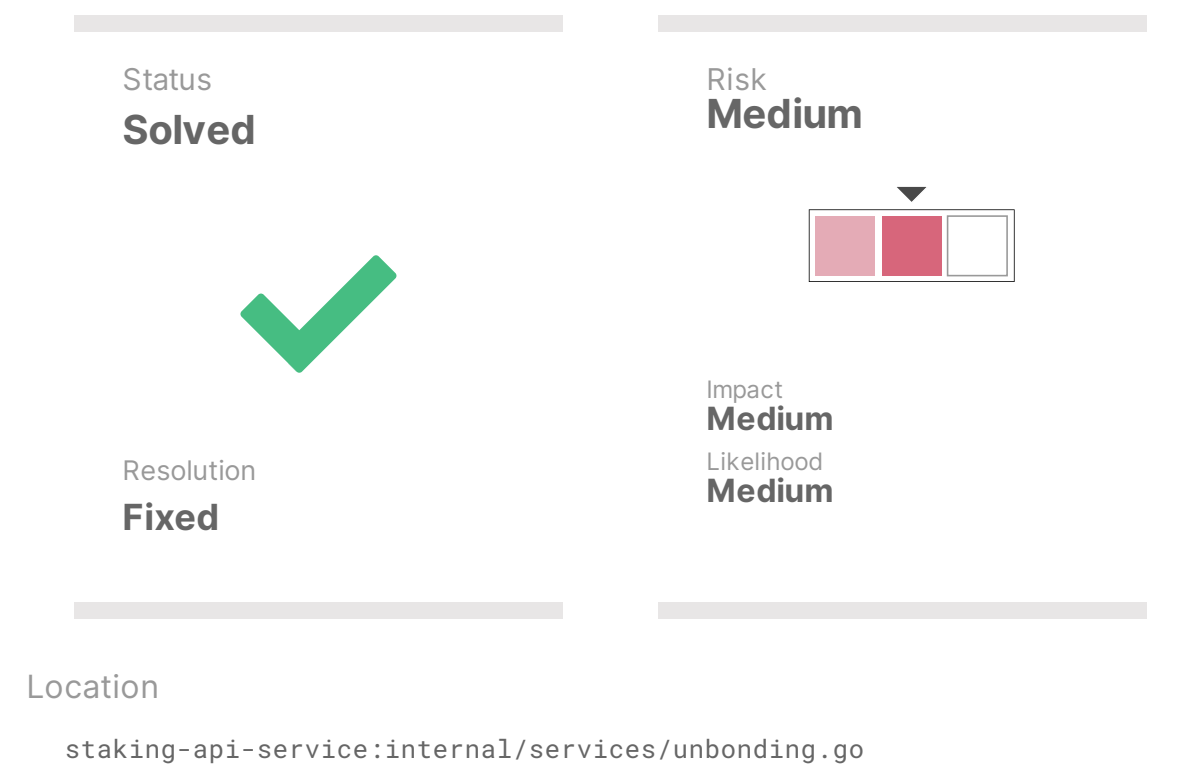 Status
Solved
Resolution
Fixed
Risk
Medium
Impact
Medium
Likelihood
Medium
Location
staking-api-service:internal/services/unbonding.go